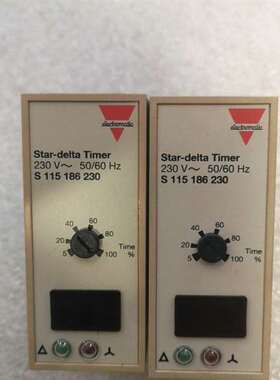 electromatic
Star-delta Timer
230 V~ 50/60 Hz
S 115 186 230
40 60
20 80
5 100
Time
%
electromatic
Star-delta Timer
230 V~ 50/60 Hz
S 115 186 230
40 60
20 80
5 100
Time
%